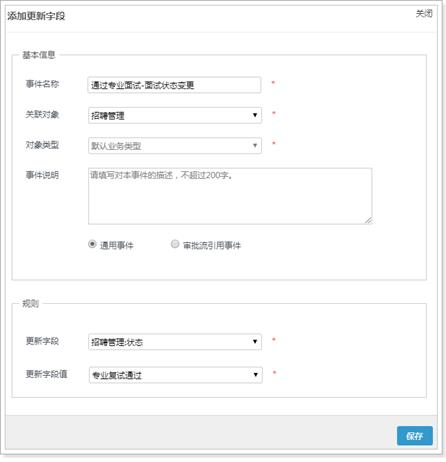 添加更新字段 关闭
基本信息
事件名称 通过专业面试-面试状态变更 *
关联对象 招聘管理 *
对象类型 默认业务类型 *
事件说明 请填写对本事件的描述，不超过200字。
通用事件 审批流引用事件
规则
更新字段 招聘管理:状态 *
更新字段值 专业复试通过 *
保存